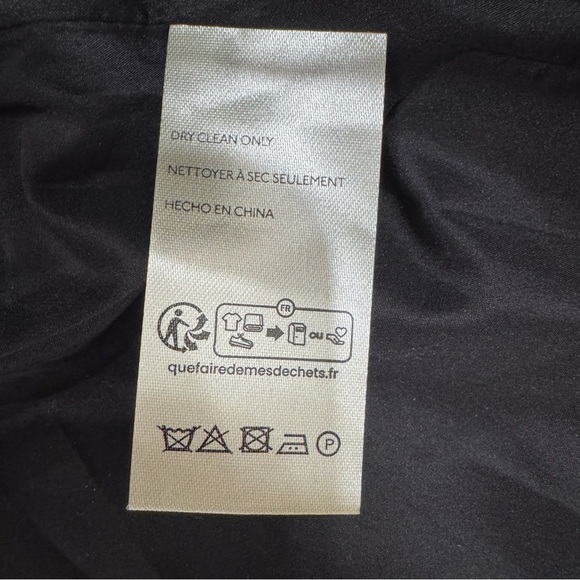 DRY CLEAN ONLY
NETTOYER À SEC SEULEMENT
HECHO EN CHINA
FR
OU
quefairedemesdechets.fr
P